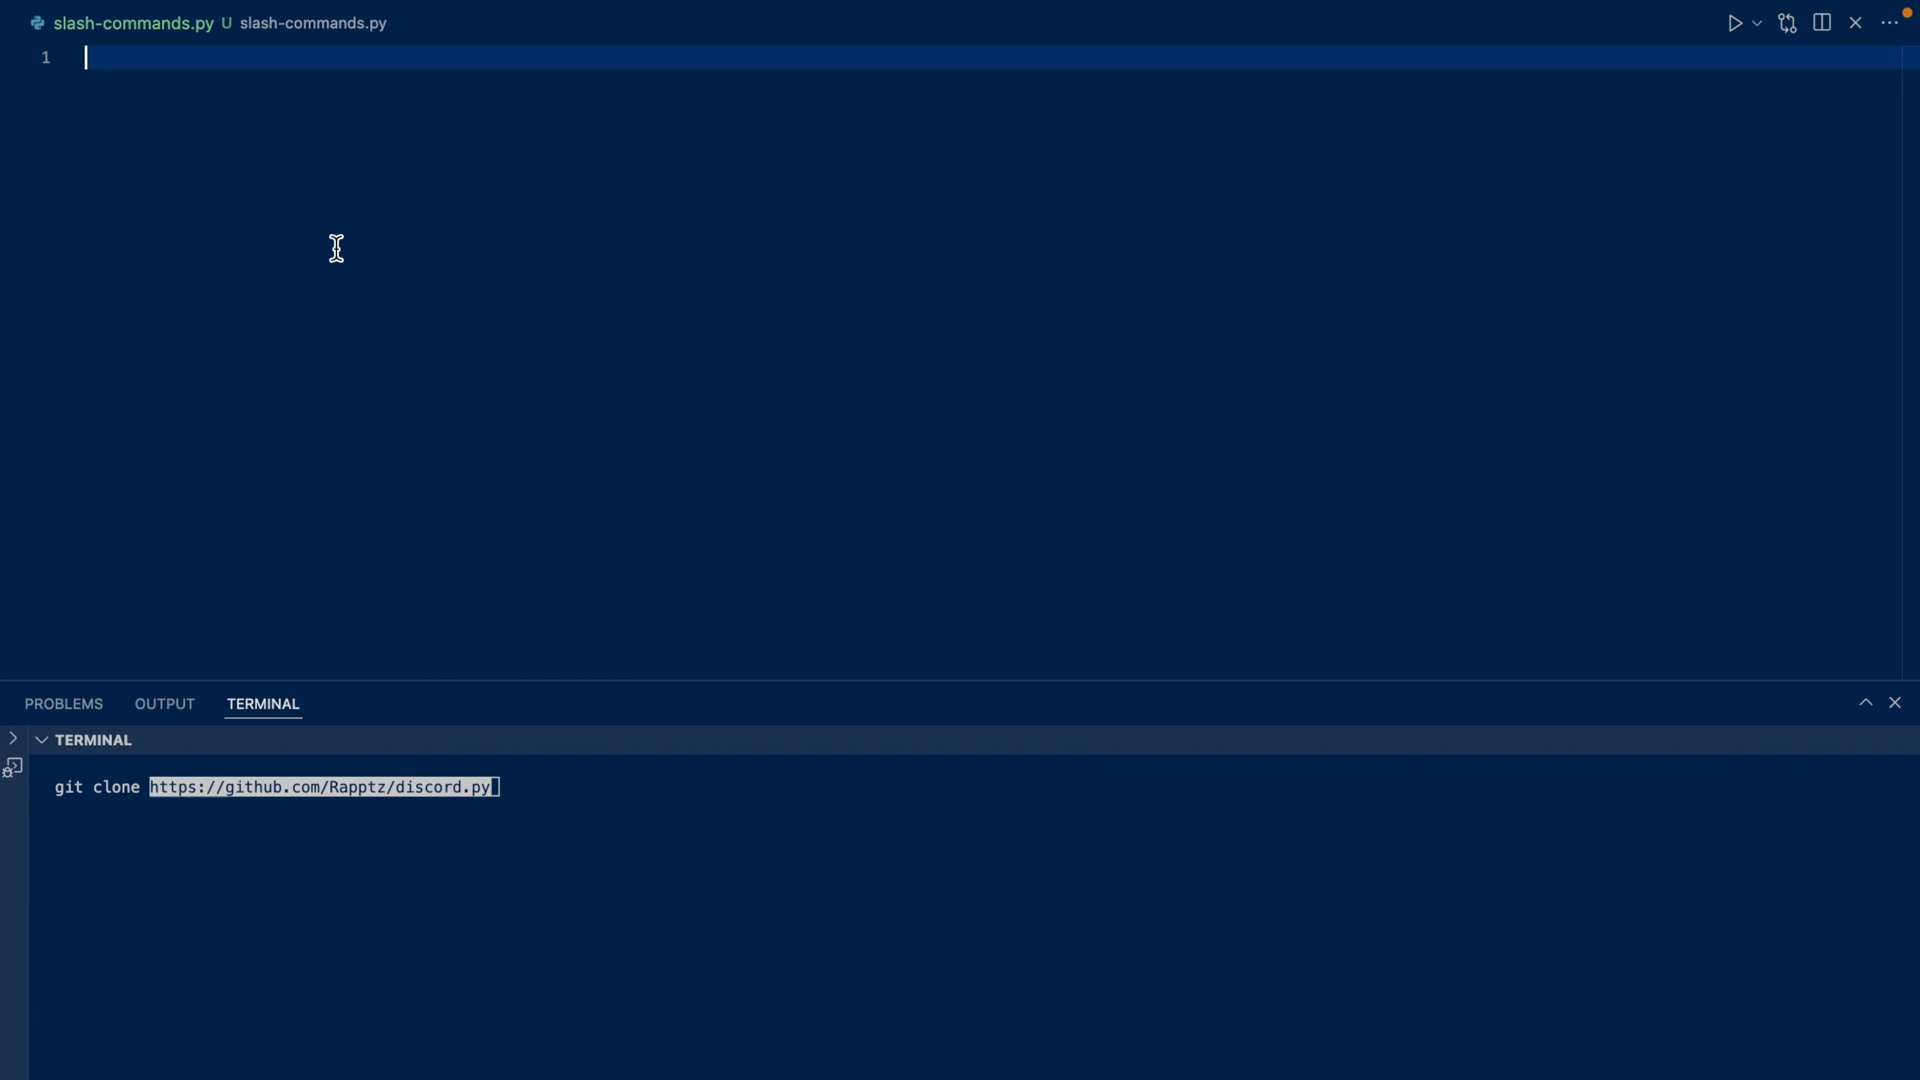 slash-commands.py U slash-commands.py
1
PROBLEMS OUTPUT TERMINAL
TERMINAL
git clone https://github.com/Rapptz/discord.py